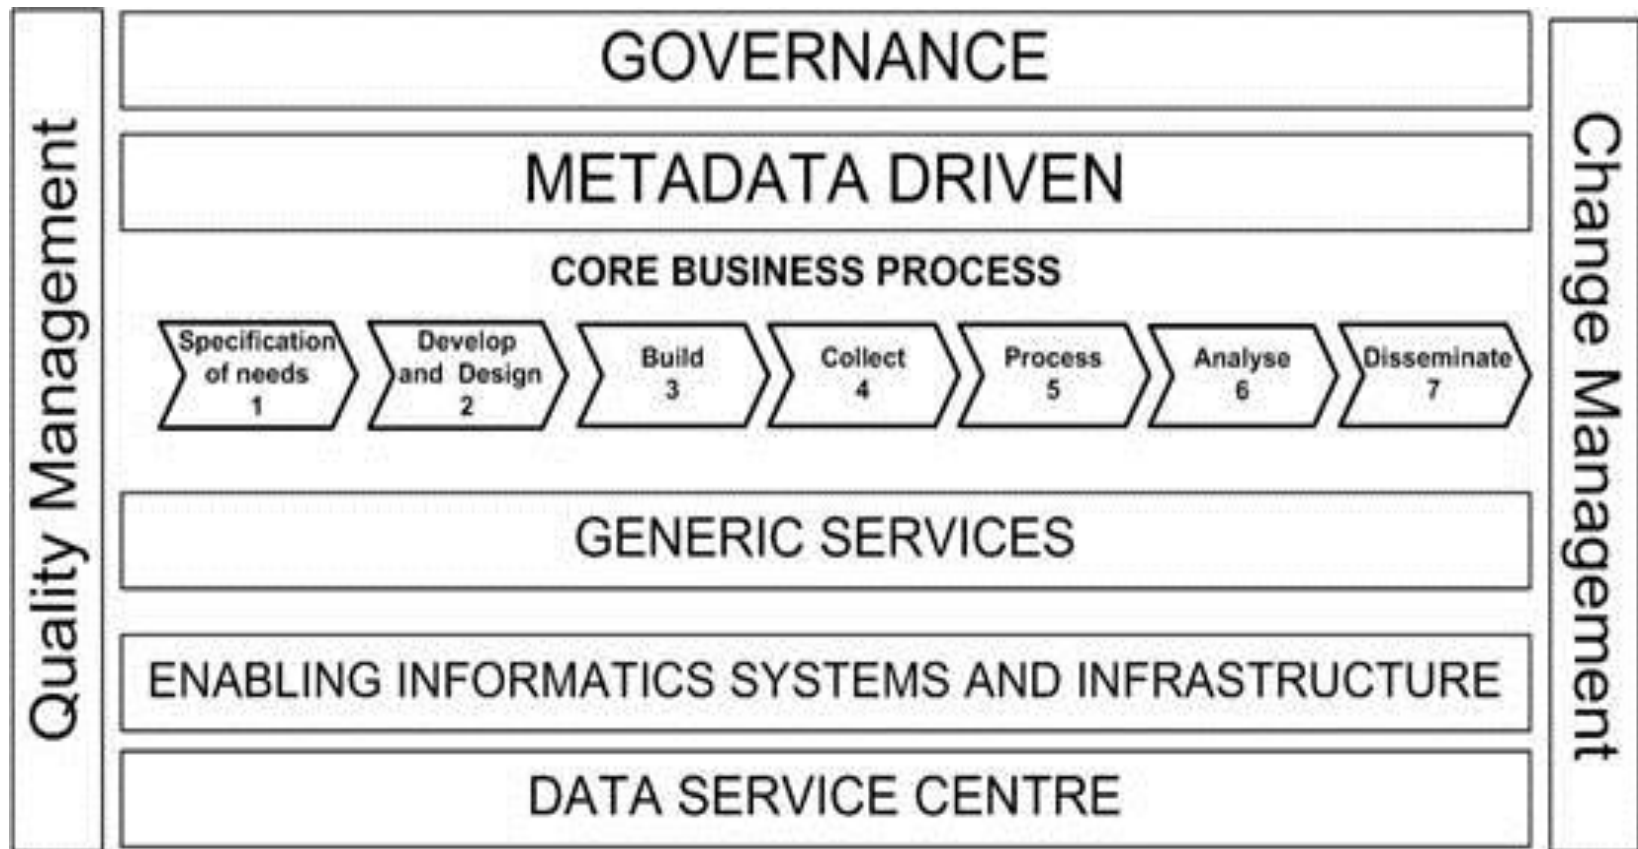 Quality Management
GOVERNANCE
METADATA DRIVEN
CORE BUSINESS PROCESS
Specification
of needs
1
Develop
and Design
2
Build
3
Collect
4
Process
5
Analyse
6
Disseminate
7
GENERIC SERVICES
ENABLING INFORMATICS SYSTEMS AND INFRASTRUCTURE
DATA SERVICE CENTRE
Change Management